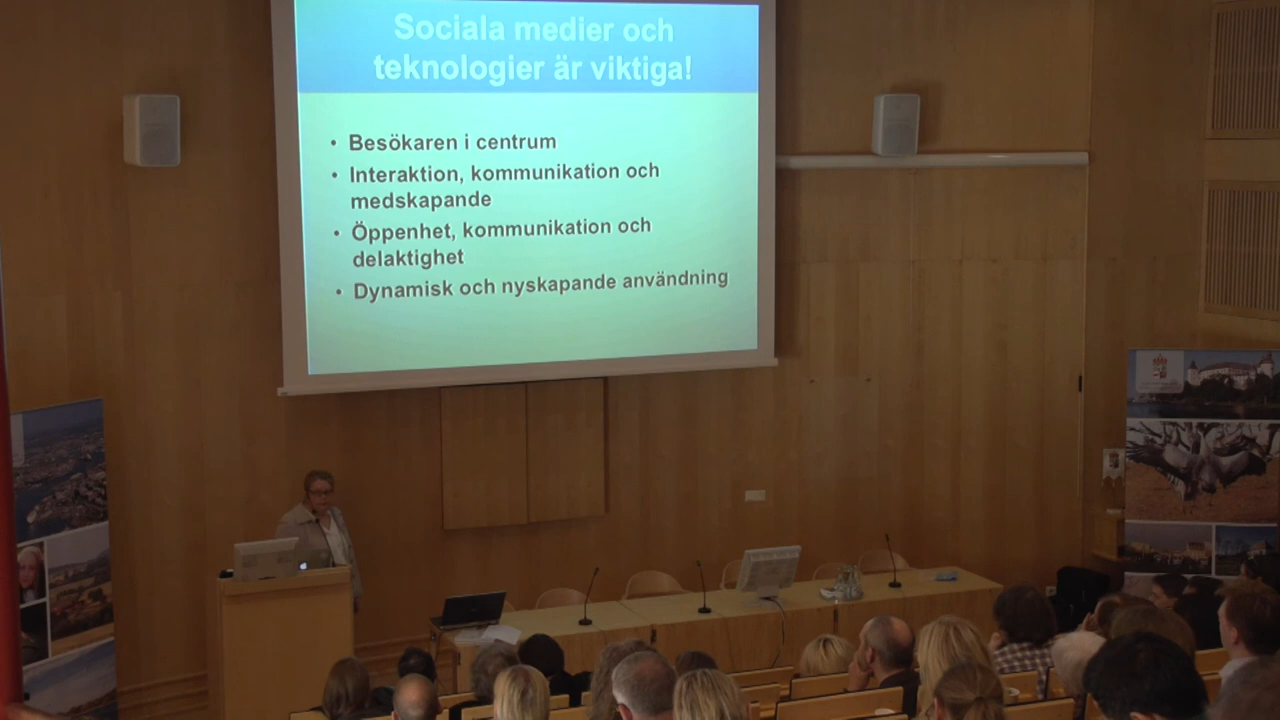 Sociala medier och
teknologier är viktiga!
• Besökaren i centrum
• Interaktion, kommunikation och
medskapande
• Öppenhet, kommunikation och
delaktighet
• Dynamisk och nyskapande användning